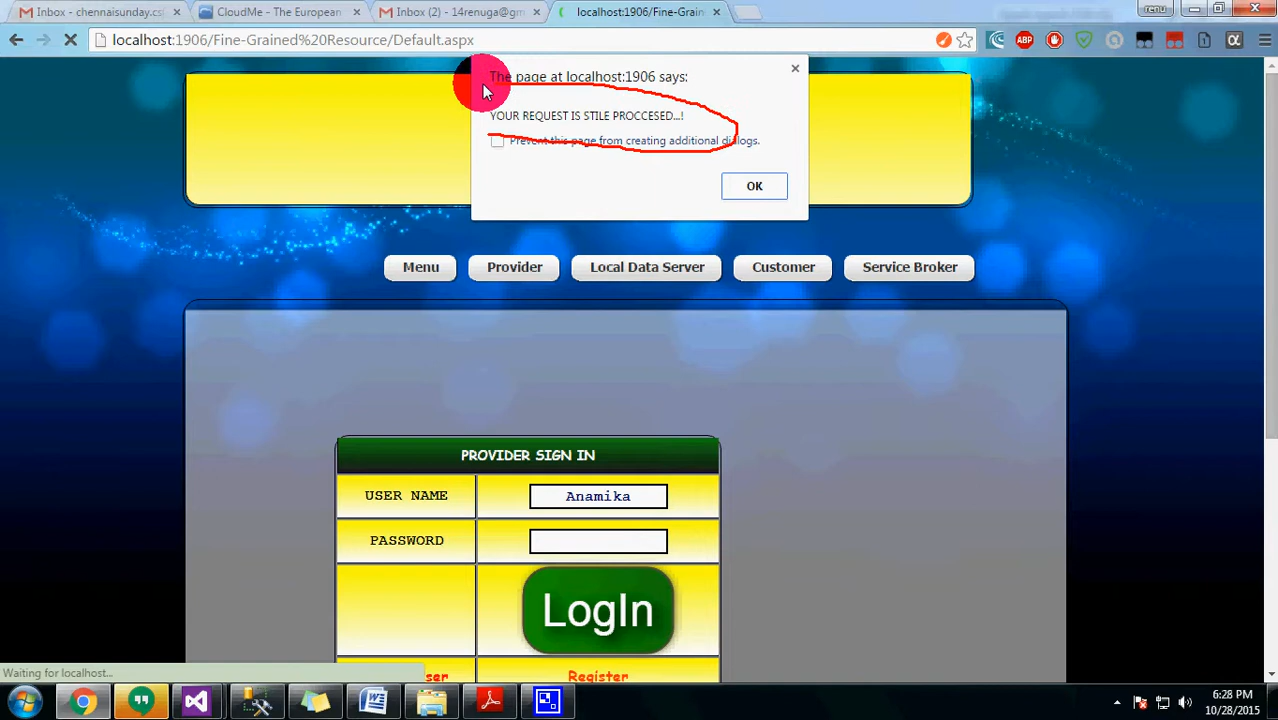 Inbox - chennaisunday.cs
CloudMe - The European
Inbox (2) - 14renuga@gm
localhost:1906/Fine-Grain
renu
localhost:1906/Fine-Grained%20Resource/Default.aspx
ABP
The page at localhost:1906 says:
YOUR REQUEST IS STILE PROCCESED...!
Prevent this page from creating additional dialogs.
OK
Menu
Provider
Local Data Server
Customer
Service Broker
PROVIDER SIGN IN
USER NAME
Anamika
PASSWORD
LogIn
ser
Register
Waiting for localhost...
6:28 PM
10/28/2015